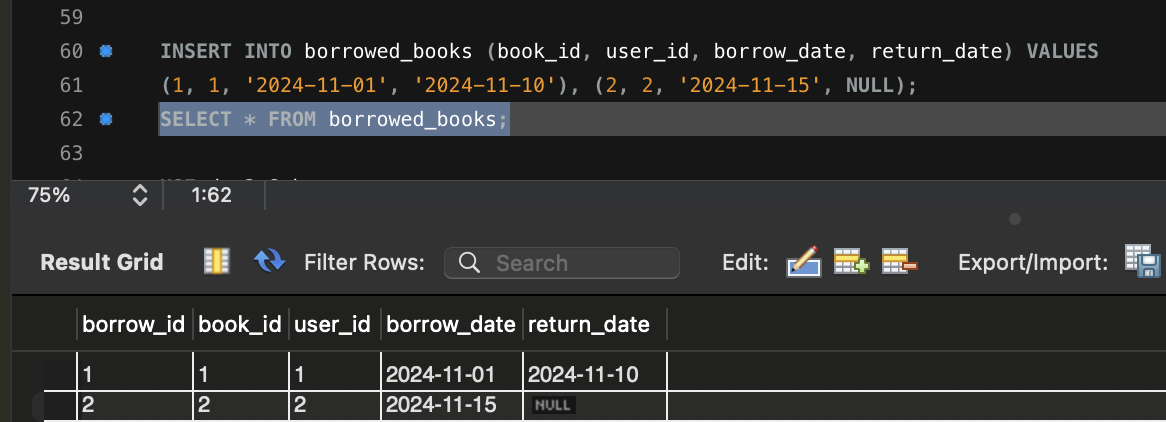 59
60 INSERT INTO borrowed_books (book_id, user_id, borrow_date, return_date) VALUES
61 (1, 1, '2024-11-01', '2024-11-10'), (2, 2, '2024-11-15', NULL);
62 SELECT * FROM borrowed_books;
63
75% 1:62
Result Grid Filter Rows: Search Edit: Export/Import:
borrow_id book_id user_id borrow_date return_date
1 1 1 2024-11-01 2024-11-10
2 2 2 2024-11-15 NULL